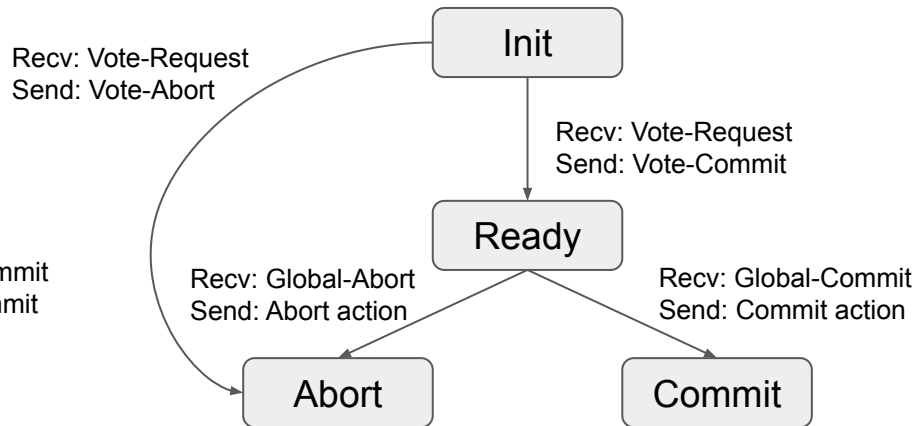 Init
Recv: Vote-Request
Send: Vote-Abort
Recv: Vote-Request
Send: Vote-Commit
Ready
Recv: Global-Abort
Send: Abort action
Recv: Global-Commit
Send: Commit action
Abort
Commit